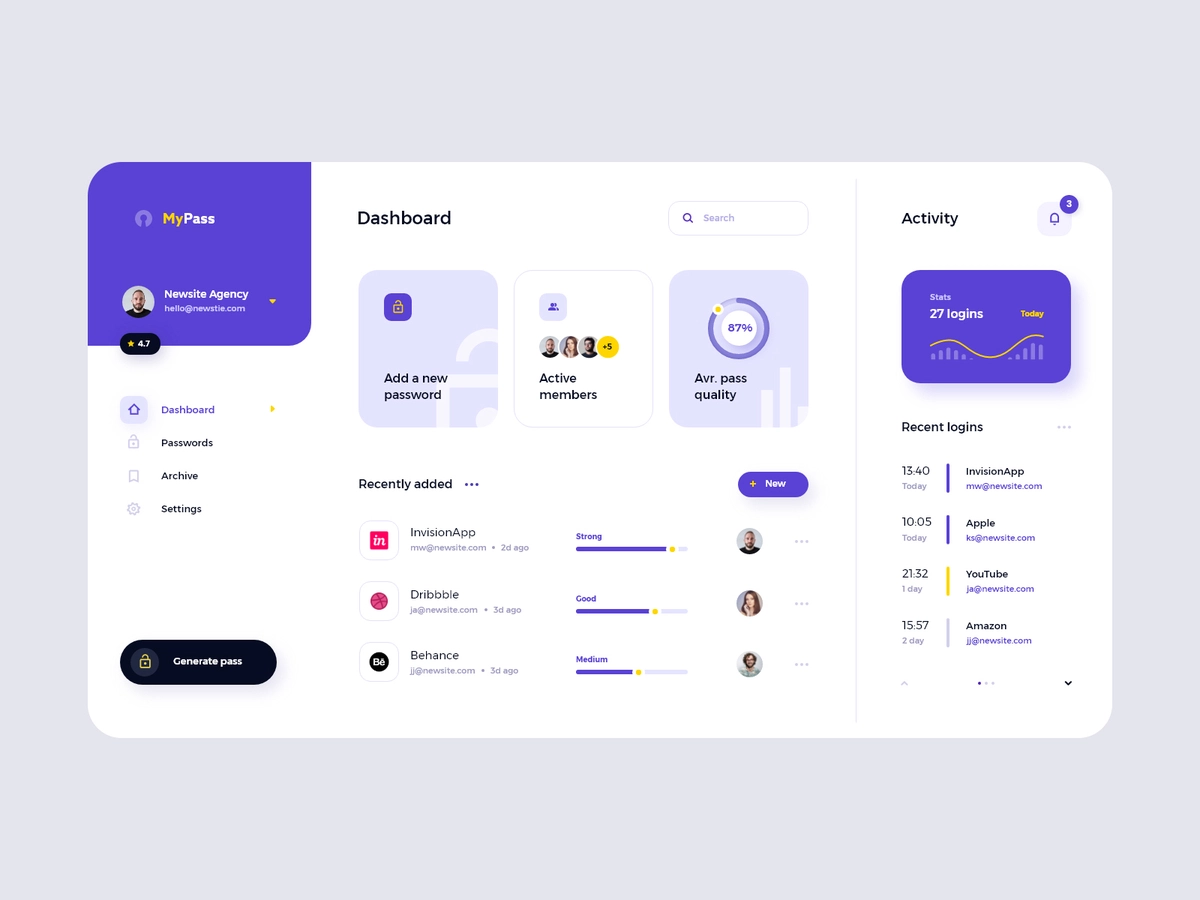 MyPass
Newsite Agency
hello@newstie.com
4.7
Dashboard
Passwords
Archive
Settings
Generate pass
Dashboard
Search
Add a new
password
+5
Active
members
87%
Avr. pass
quality
Recently added
+ New
in
InvisionApp
mw@newsite.com • 2d ago
Strong
Dribbble
ja@newsite.com • 3d ago
Good
Bē
Behance
jj@newsite.com • 3d ago
Medium
Activity
3
Stats
27 logins
Today
Recent logins
13:40
Today
InvisionApp
mw@newsite.com
10:05
Today
Apple
ks@newsite.com
21:32
1 day
YouTube
ja@newsite.com
15:57
2 day
Amazon
jj@newsite.com